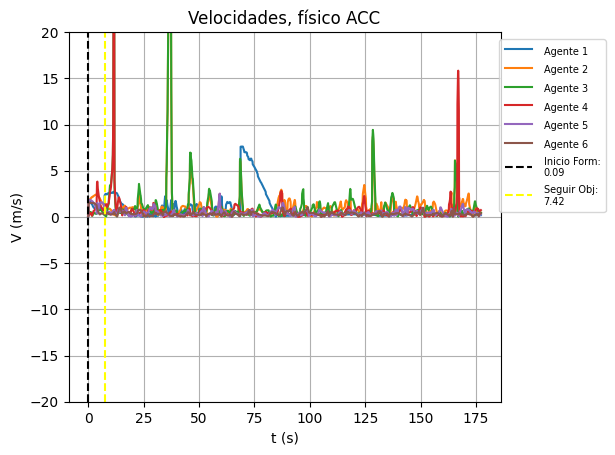 Velocidades, físico ACC
V (m/s)
20
15
10
5
0
−5
−10
−15
−20
0
25
50
75
100
125
150
175
t (s)
Agente 1
Agente 2
Agente 3
Agente 4
Agente 5
Agente 6
Inicio Form:
0.09
Seguir Obj:
7.42